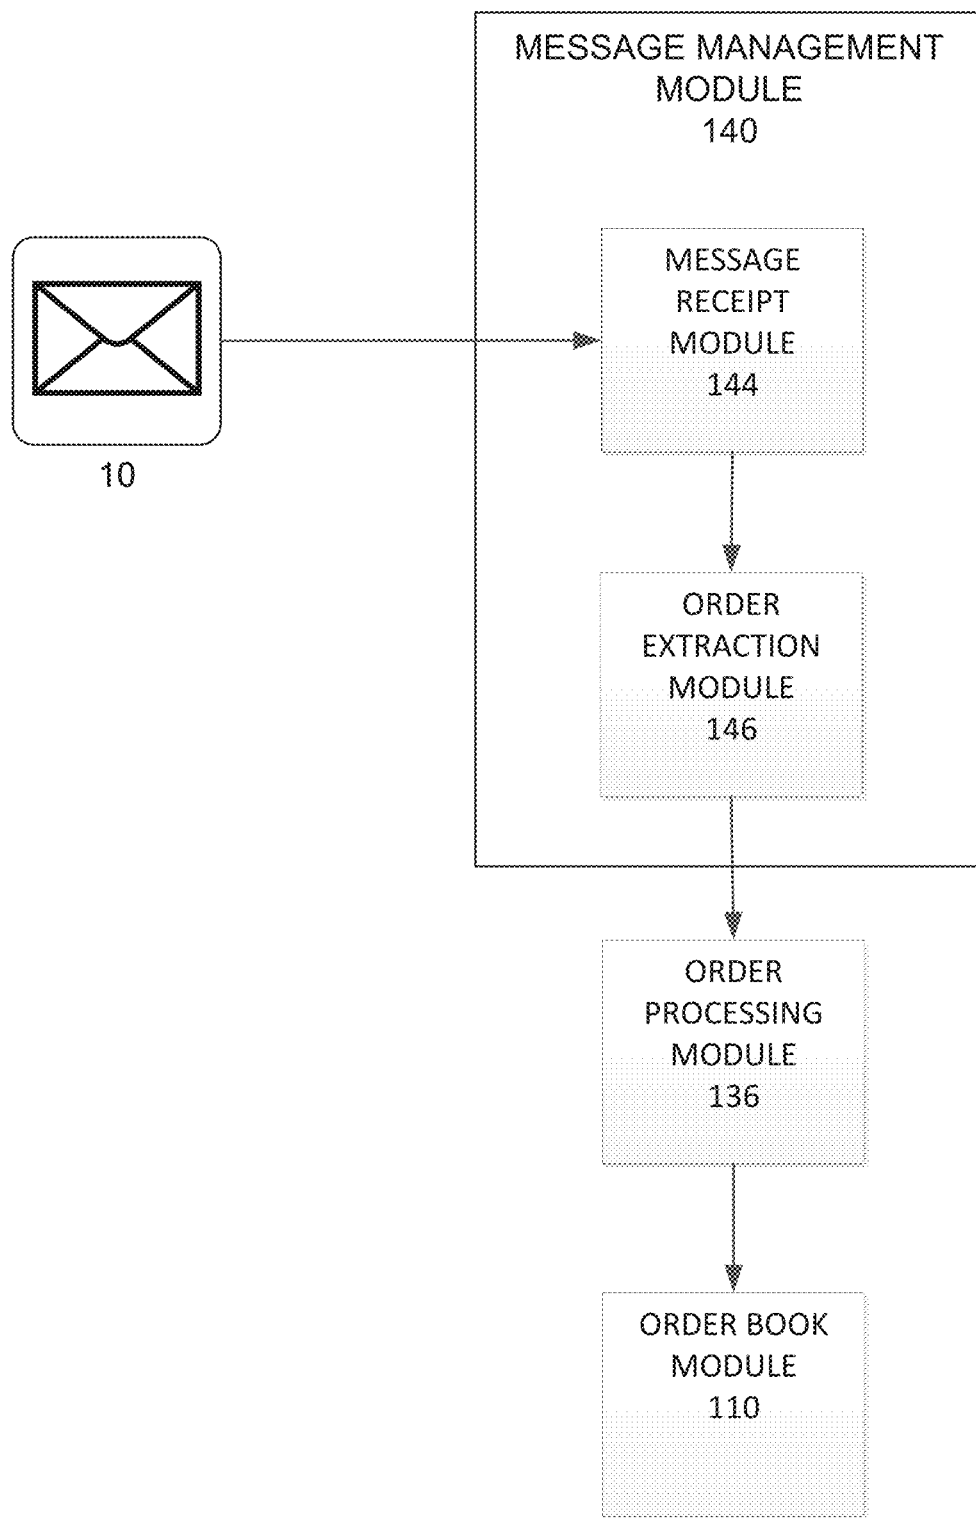 MESSAGE MANAGEMENT
MODULE
140
10
MESSAGE
RECEIPT
MODULE
144
ORDER
EXTRACTION
MODULE
146
ORDER
PROCESSING
MODULE
136
ORDER BOOK
MODULE
110